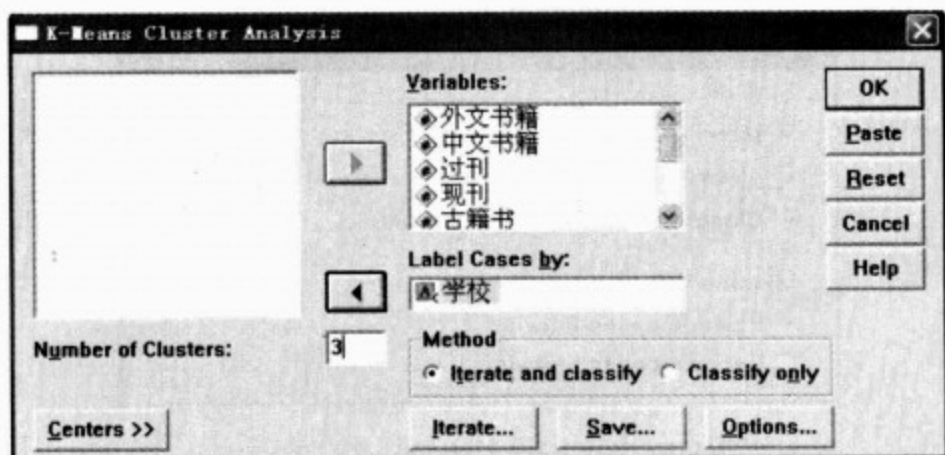 K-Means Cluster Analysis
Variables:
外文书籍
中文书籍
过刊
现刊
古籍书
Label Cases by:
学校
Number of Clusters:
3
Method
Iterate and classify
Classify only
Centers >>
Iterate...
Save...
Options...
OK
Paste
Reset
Cancel
Help